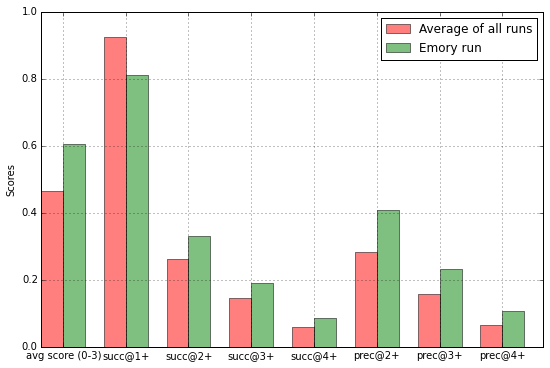 1.0
0.8
0.6
0.4
0.2
0.0
Scores
Average of all runs
Emory run
avg score (0-3) succ@1+ succ@2+ succ@3+ succ@4+ prec@2+ prec@3+ prec@4+